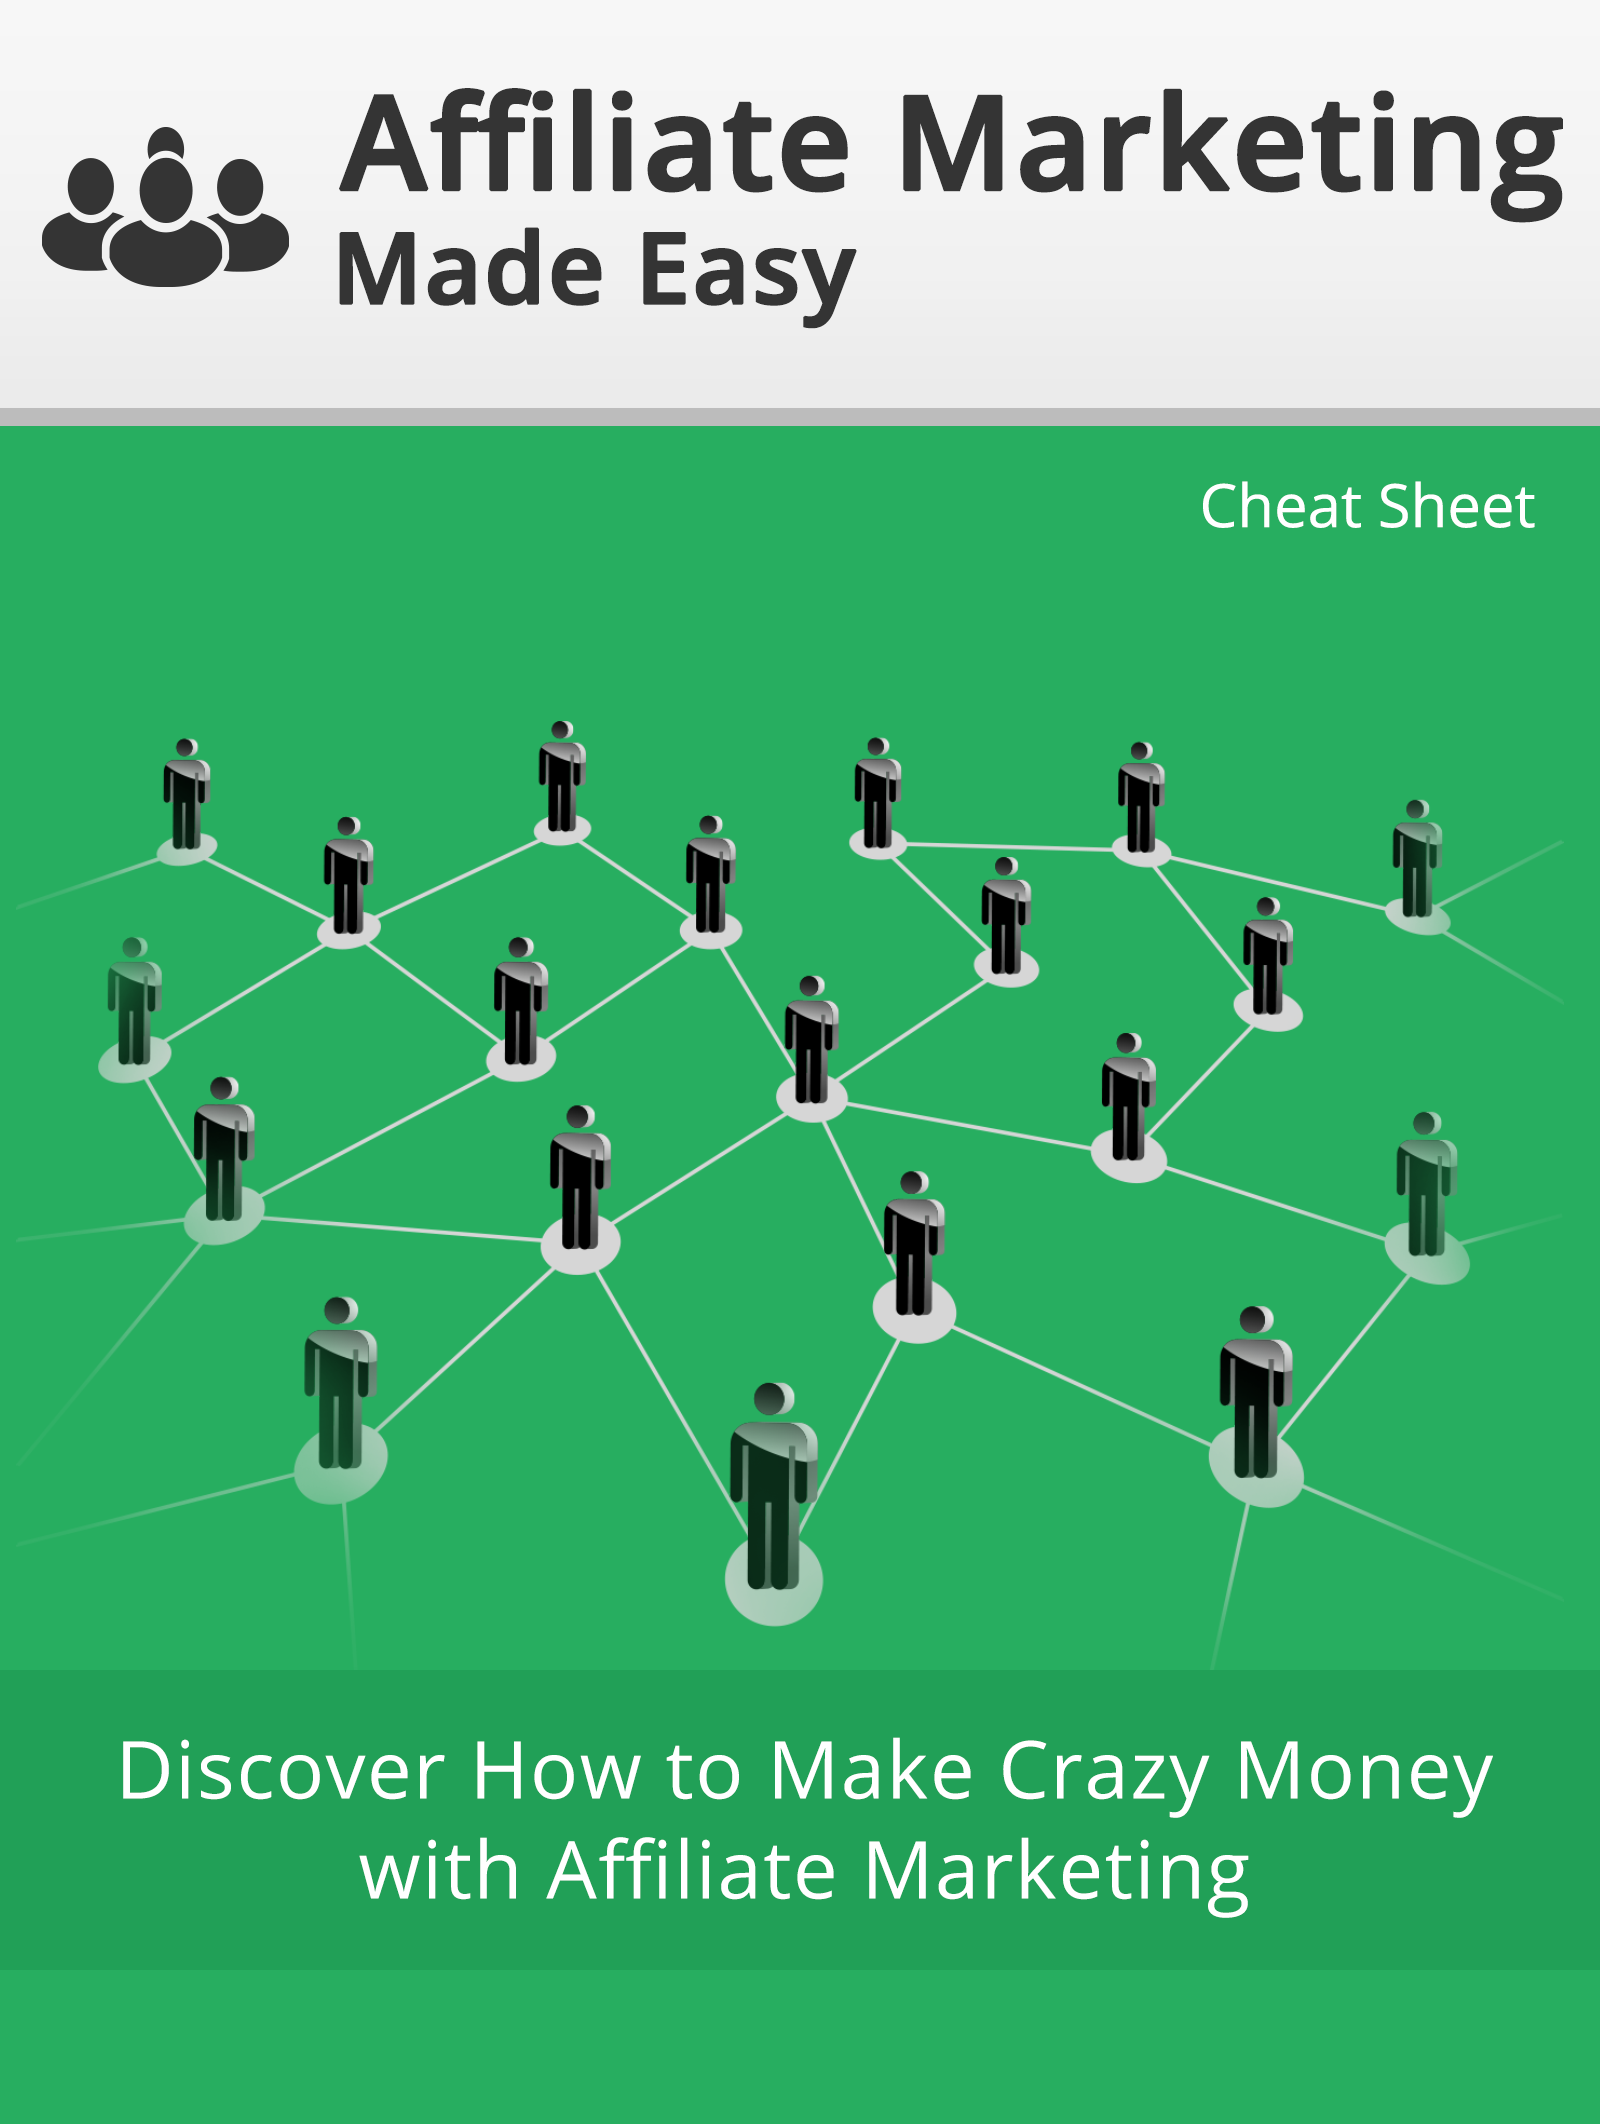 Affiliate Marketing
Made Easy
Cheat Sheet
Discover How to Make Crazy Money
with Affiliate Marketing